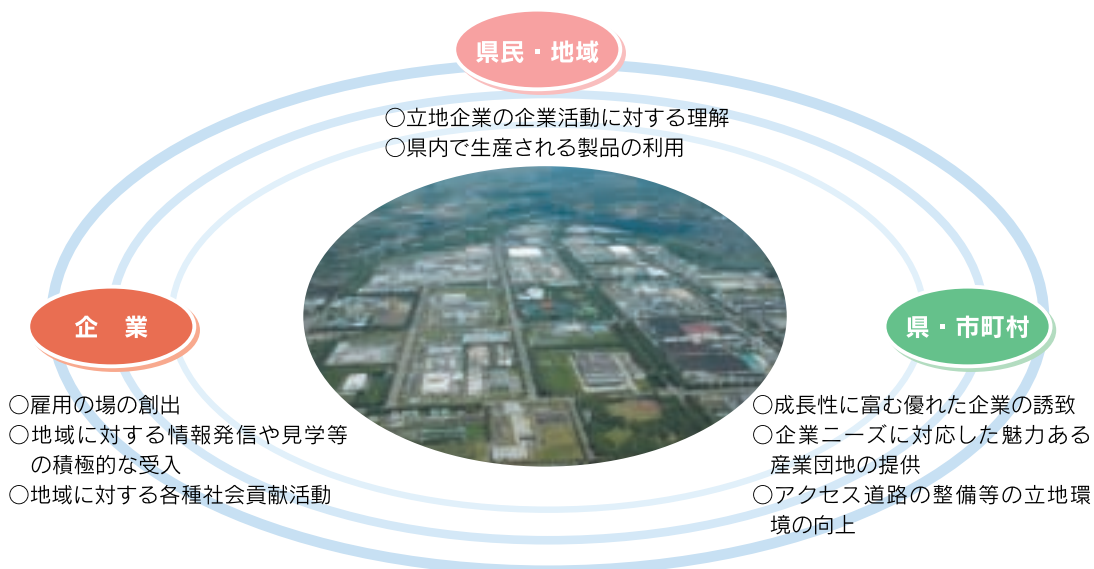 県民・地域
○立地企業の企業活動に対する理解
○県内で生産される製品の利用
企　業
○雇用の場の創出
○地域に対する情報発信や見学等
の積極的な受入
○地域に対する各種社会貢献活動
県・市町村
○成長性に富む優れた企業の誘致
○企業ニーズに対応した魅力ある
産業団地の提供
○アクセス道路の整備等の立地環
境の向上